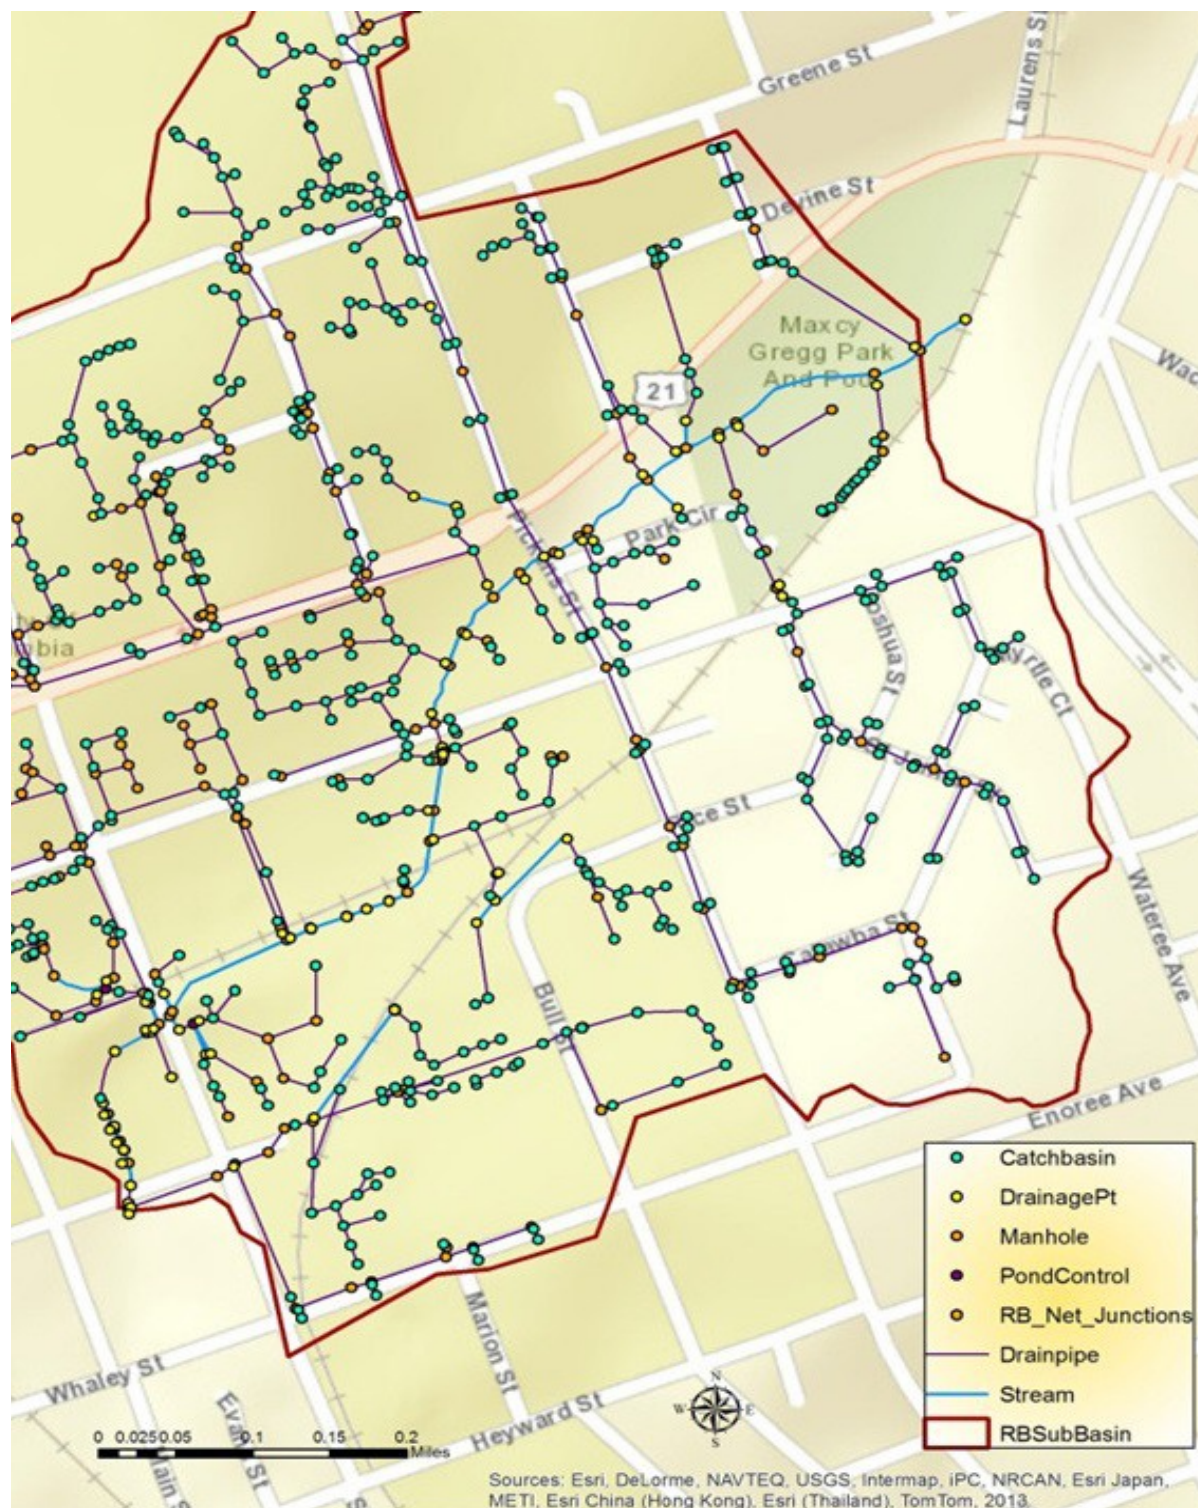 Greene St
Laurens St
Devine St
Maxcy
Gregg Park
And Pool
21
Park Cir
Pickens St
Joshua St
Myrtle Ct
Catawba St
Wateree Ave
Bull St
Enoree Ave
Whaley St
Evans St
Main S
Marion St
Heyward St
Catchbasin
DrainagePt
Manhole
PondControl
RB_Net_Junctions
Drainpipe
Stream
RBSubBasin
N
W E
S
0 0.025 0.05 0.1 0.15 0.2
Miles
Sources: Esri, DeLorme, NAVTEQ, USGS, Intermap, iPC, NRCAN, Esri Japan,
METI, Esri China (Hong Kong), Esri (Thailand), TomTom, 2013